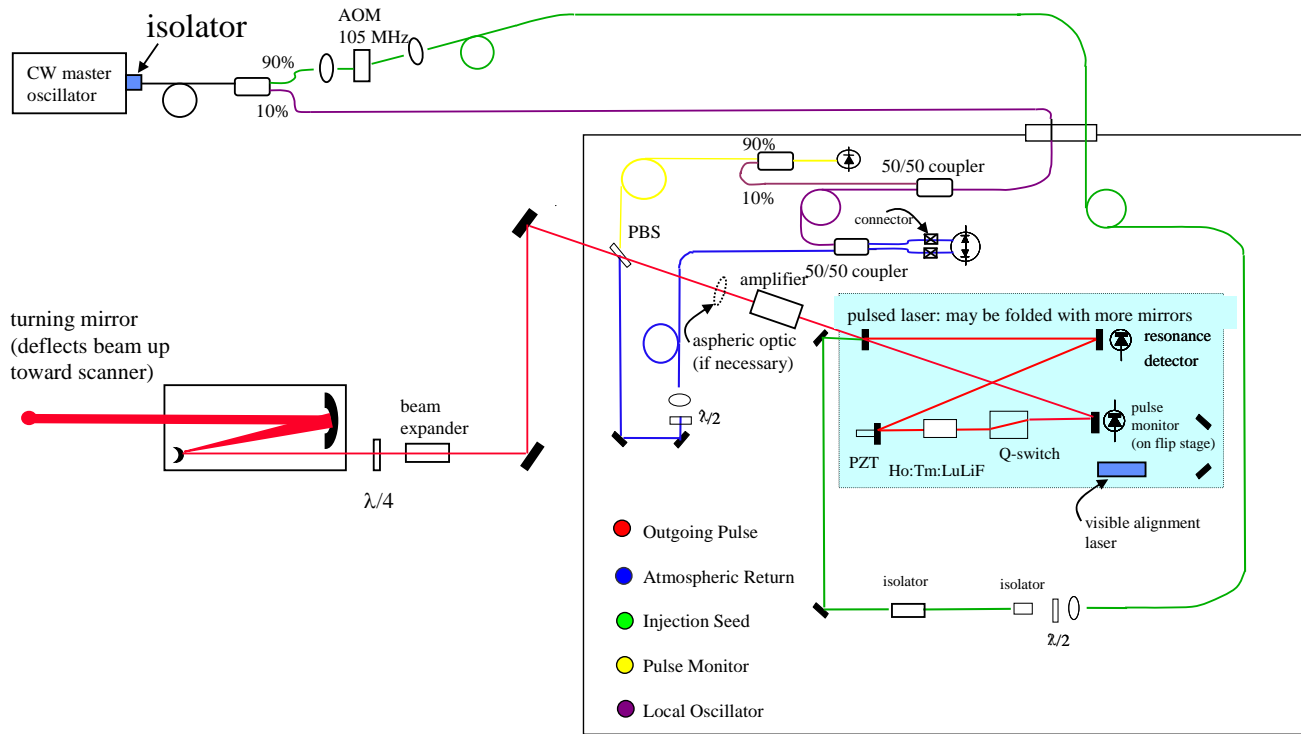 isolator
AOM
105 MHz
CW master
oscillator
90%
10%
90%
50/50 coupler
10%
connector
PBS
50/50 coupler
amplifier
pulsed laser: may be folded with more mirrors
turning mirror
(deflects beam up
toward scanner)
aspheric optic
(if necessary)
resonance
detector
beam
expander
λ/2
pulse
monitor
(on flip stage)
Q-switch
PZT
Ho:Tm:LuLiF
λ/4
visible alignment
laser
Outgoing Pulse
Atmospheric Return
Injection Seed
Pulse Monitor
Local Oscillator
isolator
isolator
λ/2